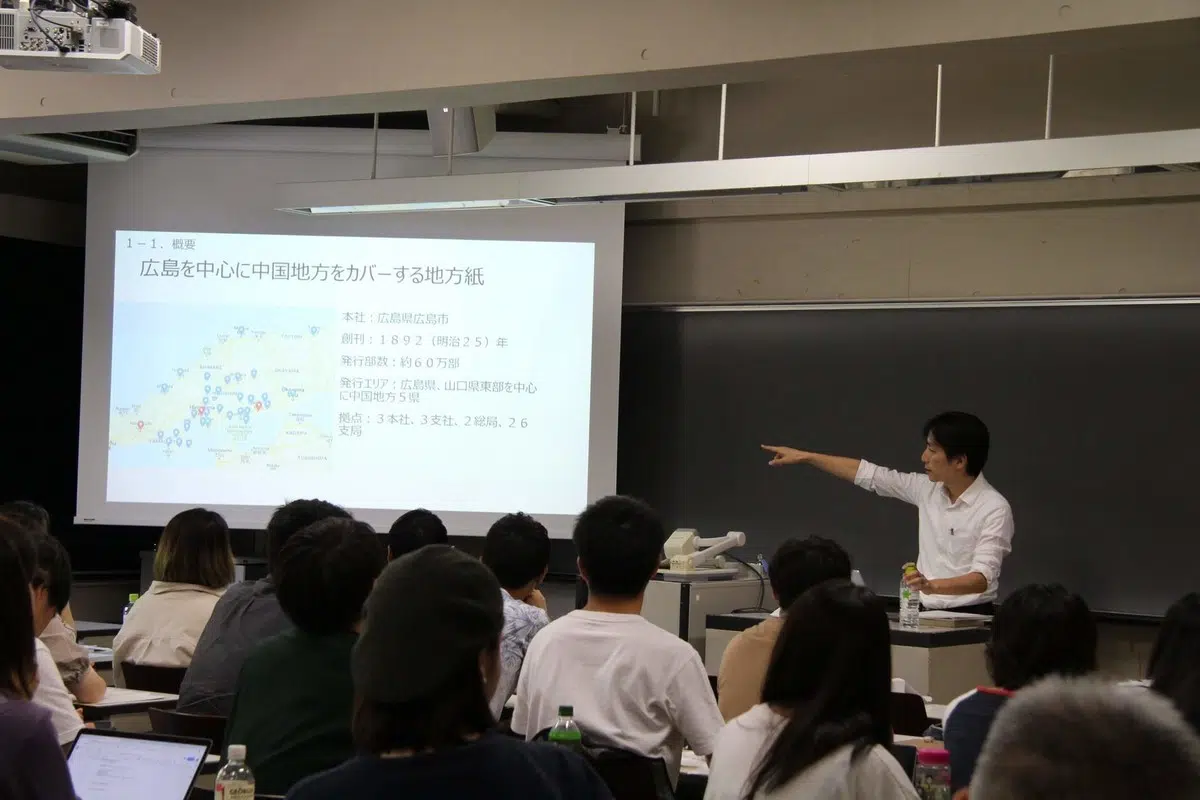 1－1．概要
広島を中心に中国地方をカバーする地方紙
本社：広島県広島市
創刊：１８９２（明治２５）年
発行部数：約６０万部
発行エリア：広島県、山口県東部を中心
に中国地方５県
拠点：３本社、３支社、２総局、２６
支局